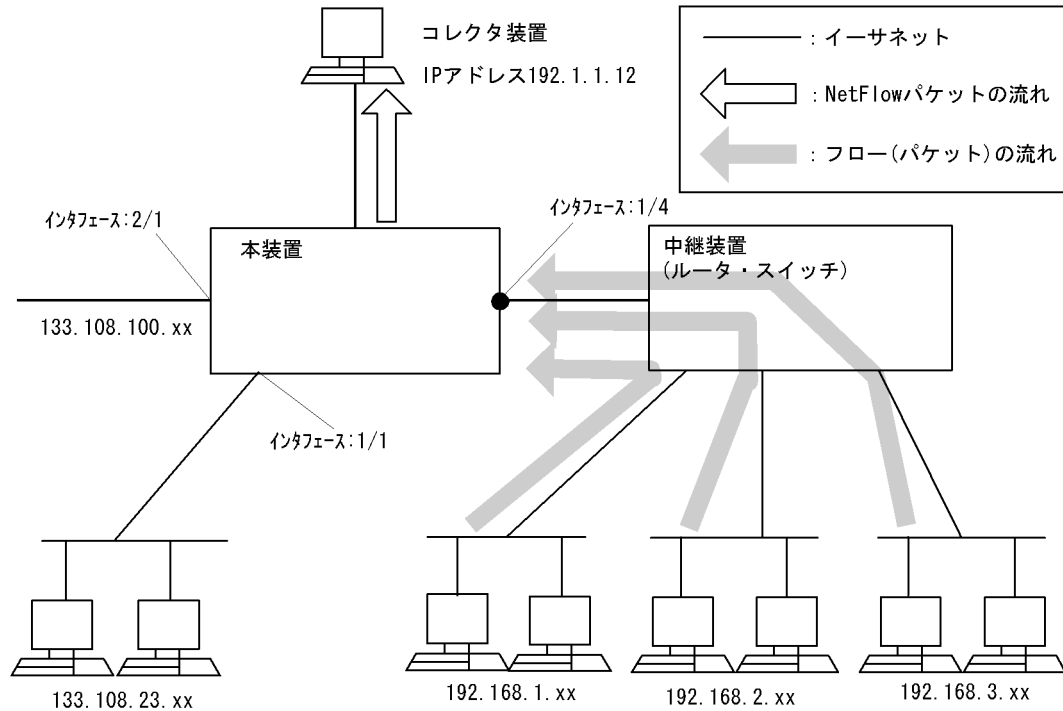 コレクタ装置
IPアドレス192.1.1.12
: イーサネット
: NetFlowパケットの流れ
: フロー(パケット)の流れ
インタフェース:2/1
インタフェース:1/4
本装置
中継装置
(ルータ・スイッチ)
133.108.100.xx
インタフェース:1/1
133.108.23.xx
192.168.1.xx
192.168.2.xx
192.168.3.xx